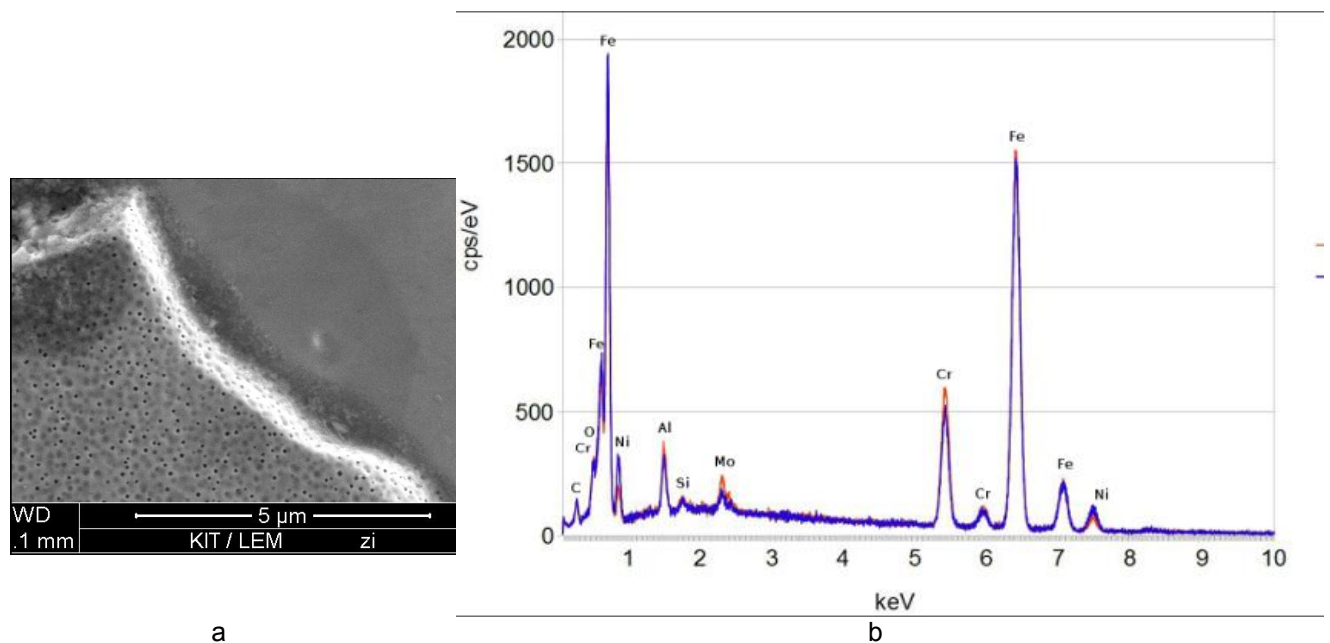 WD
.1 mm
5 µm
KIT / LEM
zi
a
cps/eV
2000
1500
1000
500
0
C
Cr
O
Fe
Fe
Ni
Al
Si
Mo
Cr
Cr
Fe
Fe
Ni
1 2 3 4 5 6 7 8 9 10
keV
b